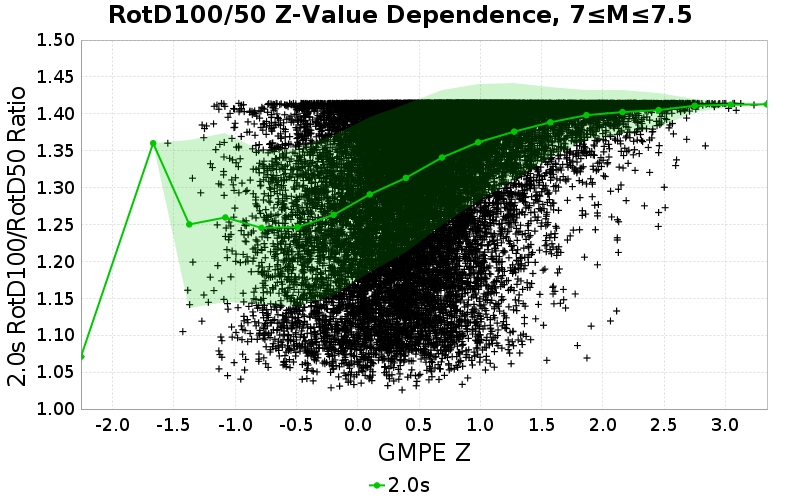 RotD100/50 Z-Value Dependence, 7≤M≤7.5
1.50
1.45
1.40
1.35
1.30
1.25
1.20
1.15
1.10
1.05
1.00
2.0s RotD100/RotD50 Ratio
-2.0 -1.5 -1.0 -0.5 0.0 0.5 1.0 1.5 2.0 2.5 3.0
GMPE Z
2.0s